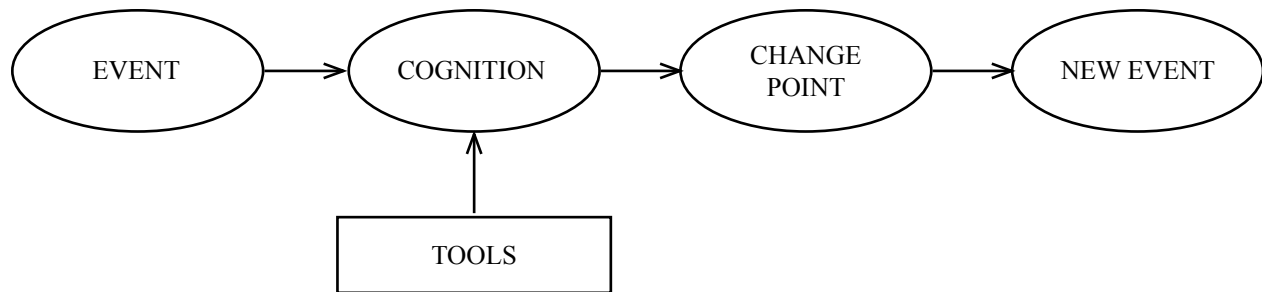 EVENT
COGNITION
CHANGE
POINT
NEW EVENT
TOOLS